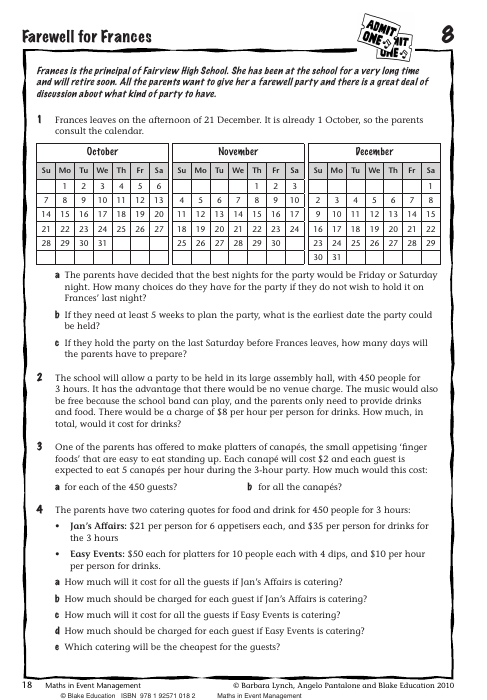 Farewell for Frances
ADMIT
ONE
MIT
ONE
8
Frances is the principal of Fairview High School. She has been at the school for a very long time
and will retire soon. All the parents want to give her a farewell party and there is a great deal of
discussion about what kind of party to have.
1 Frances leaves on the afternoon of 21 December. It is already 1 October, so the parents
consult the calendar.
October November December
Su Mo Tu We Th Fr Sa Su Mo Tu We Th Fr Sa Su Mo Tu We Th Fr Sa
1 2 3 4 5 6 1 2 3 1
7 8 9 10 11 12 13 4 5 6 7 8 9 10 2 3 4 5 6 7 8
14 15 16 17 18 19 20 11 12 13 14 15 16 17 9 10 11 12 13 14 15
21 22 23 24 25 26 27 18 19 20 21 22 23 24 16 17 18 19 20 21 22
28 29 30 31 25 26 27 28 29 30 23 24 25 26 27 28 29
30 31
a The parents have decided that the best nights for the party would be Friday or Saturday
night. How many choices do they have for the party if they do not wish to hold it on
Frances' last night?
b If they need at least 5 weeks to plan the party, what is the earliest date the party could
be held?
c If they hold the party on the last Saturday before Frances leaves, how many days will
the parents have to prepare?
2 The school will allow a party to be held in its large assembly hall, with 450 people for
3 hours. It has the advantage that there would be no venue charge. The music would also
be free because the school band can play, and the parents only need to provide drinks
and food. There would be a charge of $8 per hour per person for drinks. How much, in
total, would it cost for drinks?
3 One of the parents has offered to make platters of canapés, the small appetising 'finger
foods' that are easy to eat standing up. Each canapé will cost $2 and each guest is
expected to eat 5 canapés per hour during the 3-hour party. How much would this cost:
a for each of the 450 guests? b for all the canapés?
4 The parents have two catering quotes for food and drink for 450 people for 3 hours:
• Jan's Affairs: $21 per person for 6 appetisers each, and $35 per person for drinks for
the 3 hours
• Easy Events: $50 each for platters for 10 people each with 4 dips, and $10 per hour
per person for drinks.
a How much will it cost for all the guests if Jan's Affairs is catering?
b How much should be charged for each guest if Jan's Affairs is catering?
c How much will it cost for all the guests if Easy Events is catering?
d How much should be charged for each guest if Easy Events is catering?
e Which catering will be the cheapest for the guests?
18 Maths in Event Management © Barbara Lynch, Angelo Pantalone and Blake Education 2010
© Blake Education ISBN 978 1 92571 018 2 Maths in Event Management